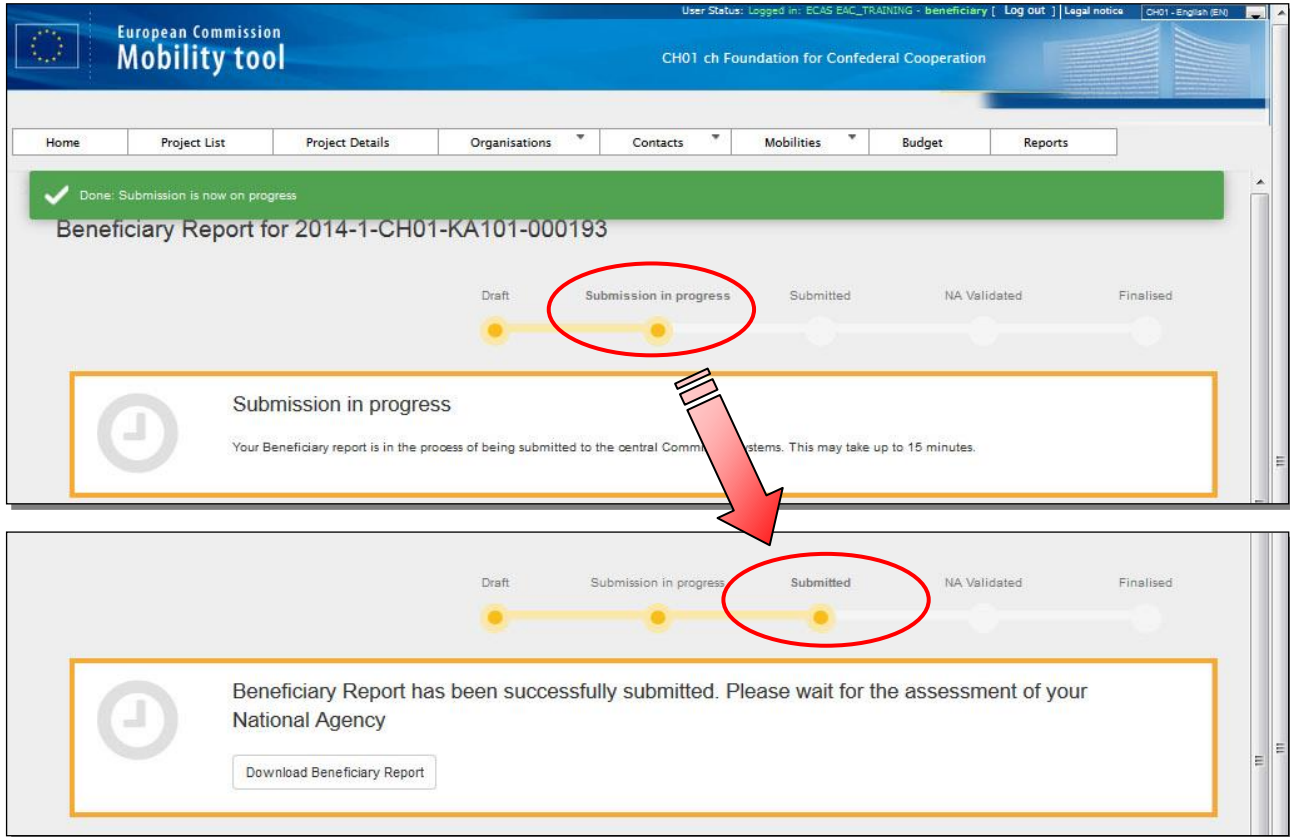 User Status: Logged in: ECAS EAC_TRAINING - beneficiary [ Log out ] | Legal notice CH01 - English (EN)
European Commission
Mobility tool
CH01 ch Foundation for Confederal Cooperation
Home Project List Project Details Organisations Contacts Mobilities Budget Reports
Done: Submission is now on progress
Beneficiary Report for 2014-1-CH01-KA101-000193
Draft Submission in progress Submitted NA Validated Finalised
Submission in progress
Your Beneficiary report is in the process of being submitted to the central Comm ystems. This may take up to 15 minutes.
Draft Submission in progress Submitted NA Validated Finalised
Beneficiary Report has been successfully submitted. Please wait for the assessment of your
National Agency
Download Beneficiary Report